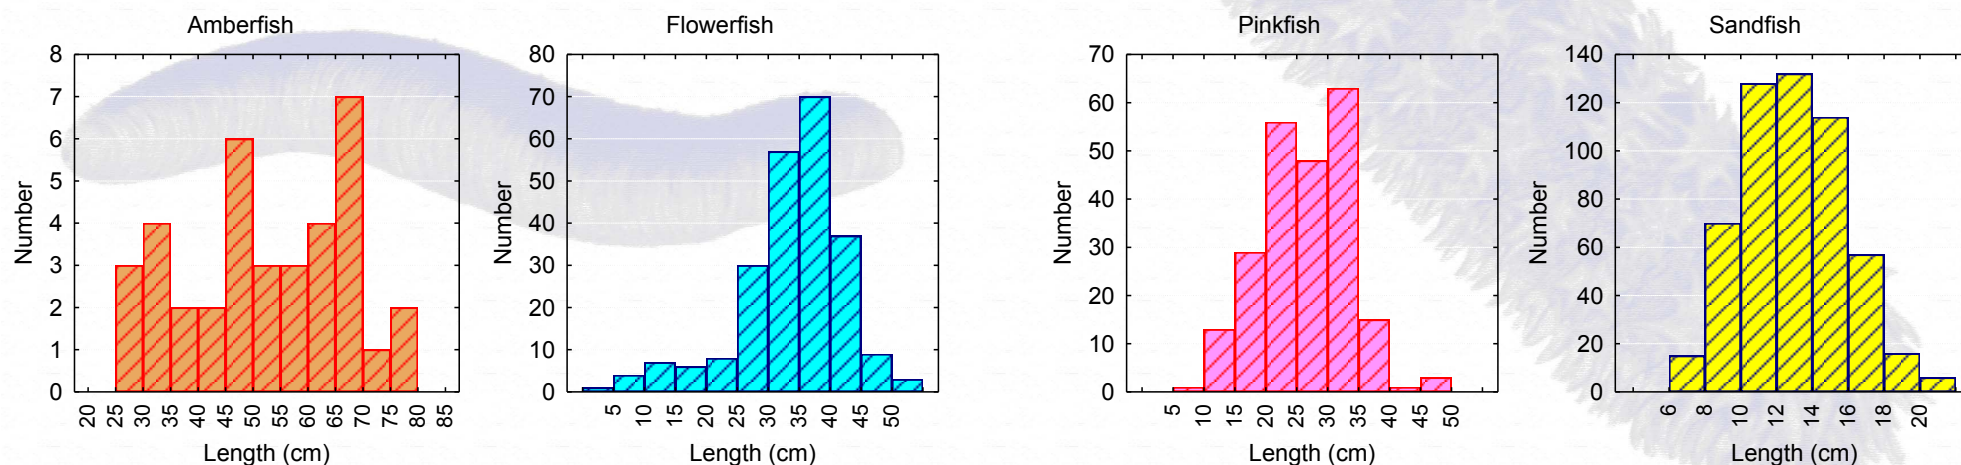 Amberfish
8
7
6
5
4
3
2
1
0
Number
20 25 30 35 40 45 50 55 60 65 70 75 80 85
Length (cm)
Flowerfish
80
70
60
50
40
30
20
10
0
Number
5 10 15 20 25 30 35 40 45 50
Length (cm)
Pinkfish
70
60
50
40
30
20
10
0
Number
5 10 15 20 25 30 35 40 45 50
Length (cm)
Sandfish
140
120
100
80
60
40
20
0
Number
6 8 10 12 14 16 18 20
Length (cm)